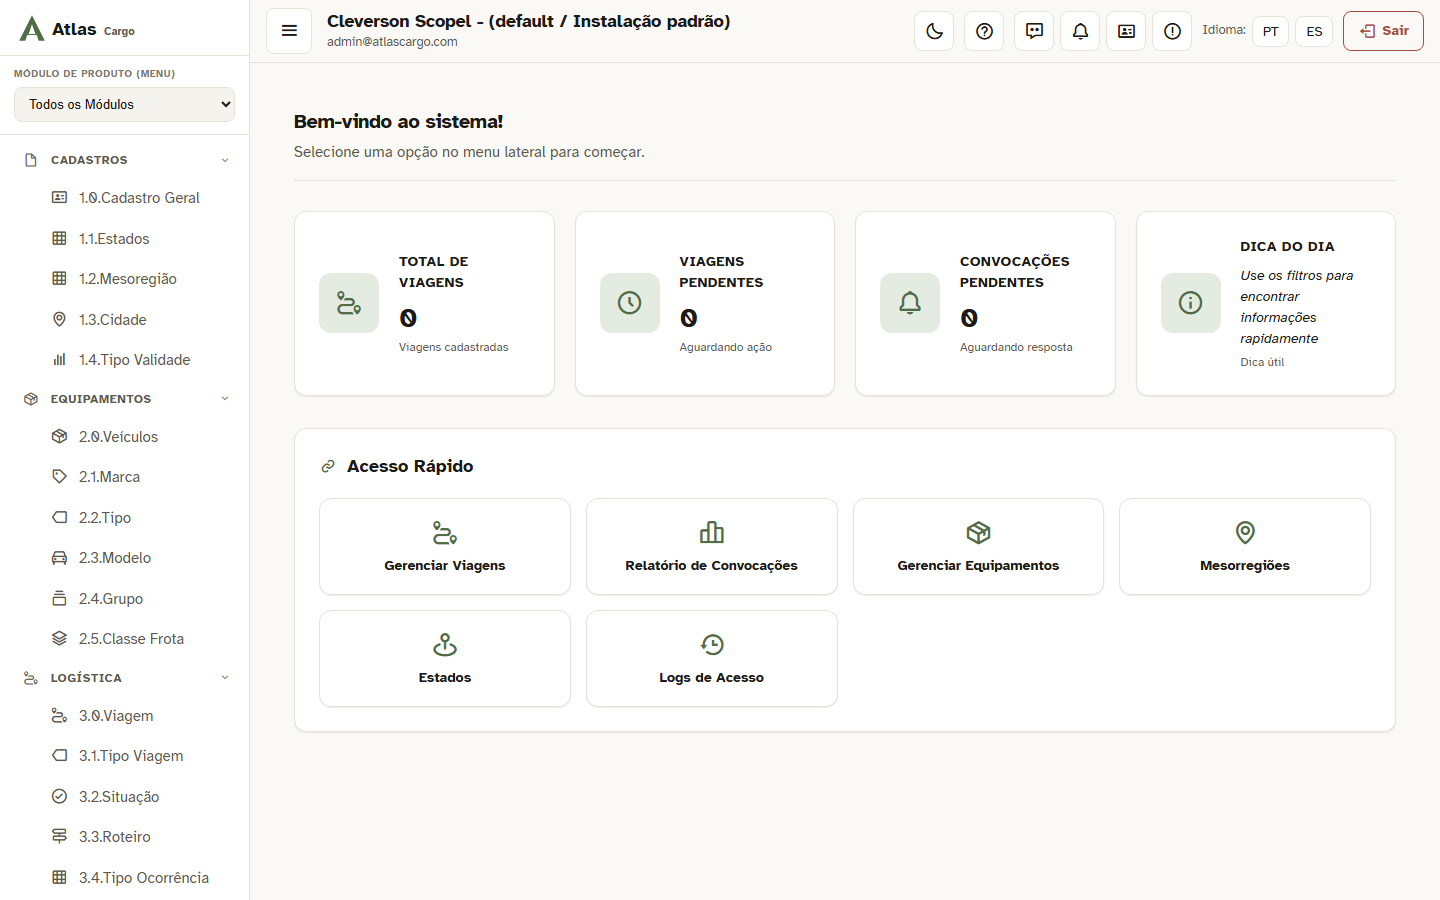 Atlas Cargo
MÓDULO DE PRODUTO (MENU)
Todos os Módulos
CADASTROS
1.0.Cadastro Geral
1.1.Estados
1.2.Mesoregião
1.3.Cidade
1.4.Tipo Validade
EQUIPAMENTOS
2.0.Veículos
2.1.Marca
2.2.Tipo
2.3.Modelo
2.4.Grupo
2.5.Classe Frota
LOGÍSTICA
3.0.Viagem
3.1.Tipo Viagem
3.2.Situação
3.3.Roteiro
3.4.Tipo Ocorrência
Cleverson Scopel - (default / Instalação padrão)
admin@atlascargo.com
Idioma:
PT
ES
Sair
Bem-vindo ao sistema!
Selecione uma opção no menu lateral para começar.
TOTAL DE
VIAGENS
0
Viagens cadastradas
VIAGENS
PENDENTES
0
Aguardando ação
CONVOCAÇÕES
PENDENTES
0
Aguardando resposta
DICA DO DIA
Use os filtros para
encontrar
informações
rapidamente
Dica útil
Acesso Rápido
Gerenciar Viagens
Relatório de Convocações
Gerenciar Equipamentos
Mesorregiões
Estados
Logs de Acesso